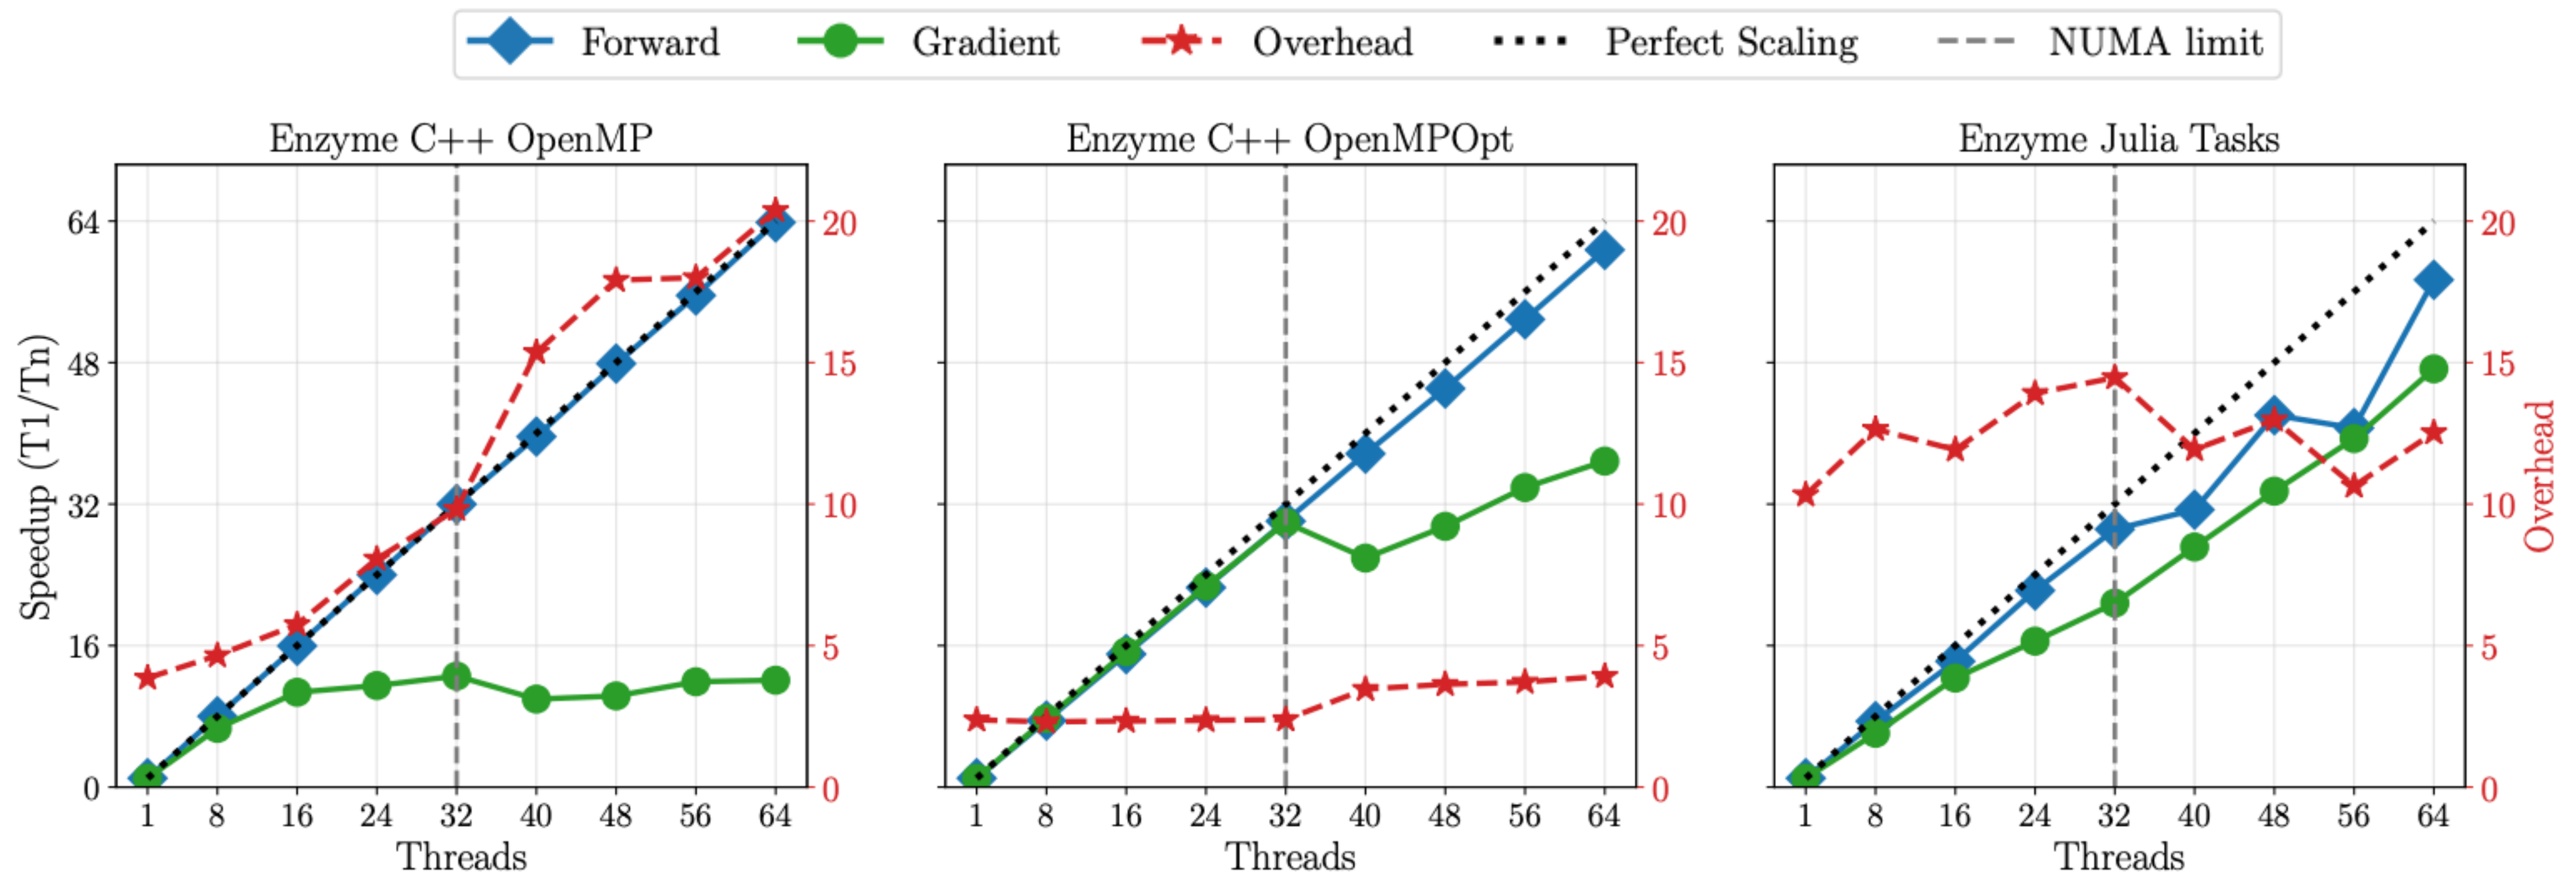 Forward Gradient Overhead Perfect Scaling NUMA limit
Enzyme C++ OpenMP
Speedup (T1/Tn)
64
48
32
16
0
20
15
10
5
0
1 8 16 24 32 40 48 56 64
Threads
Enzyme C++ OpenMPOpt
20
15
10
5
0
1 8 16 24 32 40 48 56 64
Threads
Enzyme Julia Tasks
20
15
10
5
0
Overhead
1 8 16 24 32 40 48 56 64
Threads